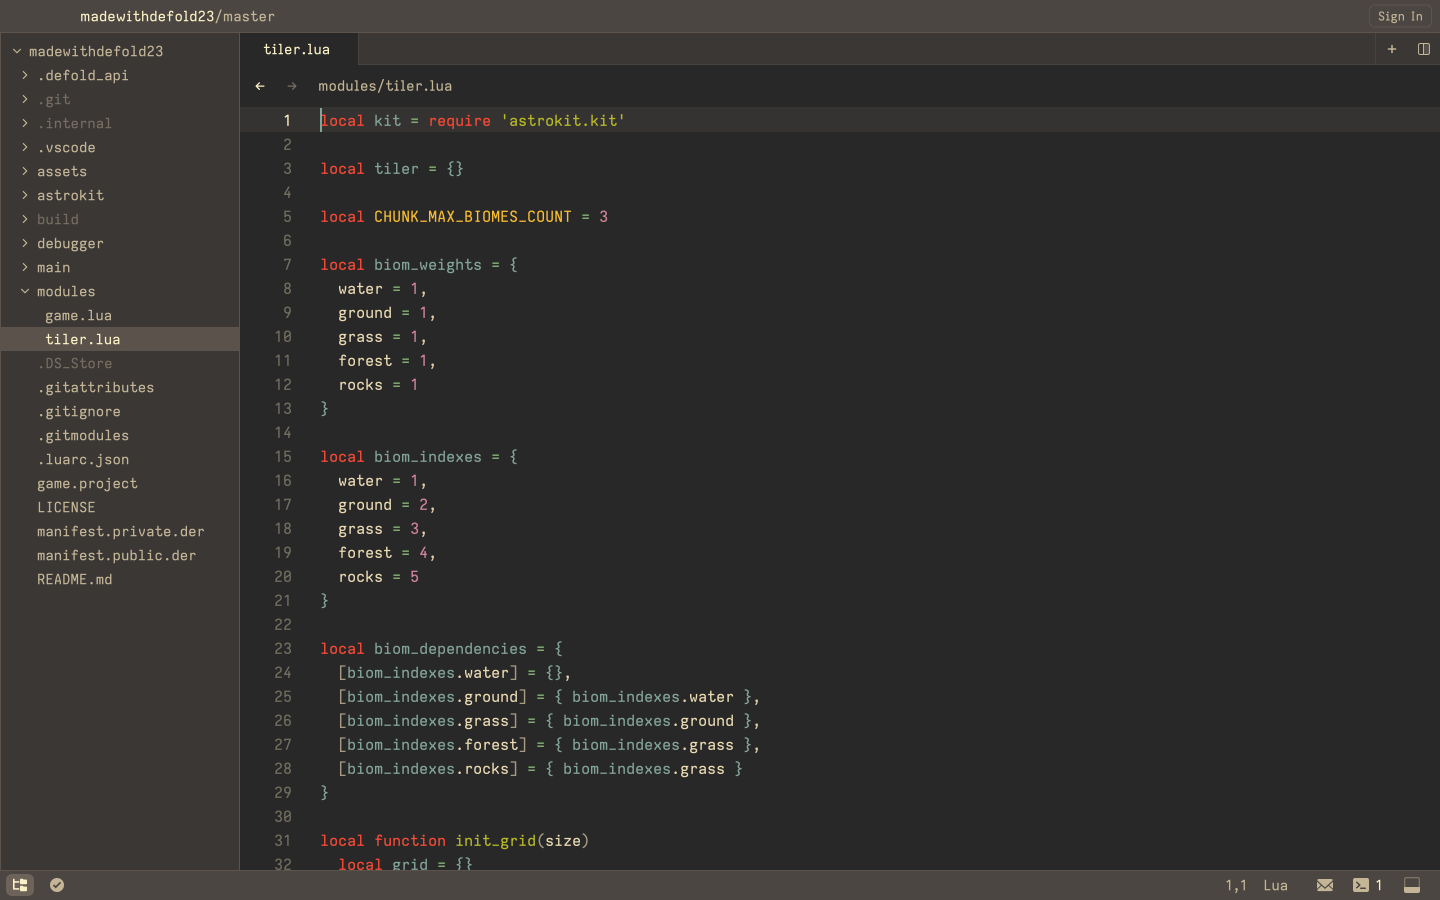 madewithdefold23/master
Sign In
madewithdefold23
.defold_api
.git
.internal
.vscode
assets
astrokit
build
debugger
main
modules
game.lua
tiler.lua
.DS_Store
.gitattributes
.gitignore
.gitmodules
.luarc.json
game.project
LICENSE
manifest.private.der
manifest.public.der
README.md
tiler.lua
modules/tiler.lua
1 local kit = require 'astrokit.kit'
2
3 local tiler = {}
4
5 local CHUNK_MAX_BIOMES_COUNT = 3
6
7 local biom_weights = {
8 water = 1,
9 ground = 1,
10 grass = 1,
11 forest = 1,
12 rocks = 1
13 }
14
15 local biom_indexes = {
16 water = 1,
17 ground = 2,
18 grass = 3,
19 forest = 4,
20 rocks = 5
21 }
22
23 local biom_dependencies = {
24 [biom_indexes.water] = {},
25 [biom_indexes.ground] = { biom_indexes.water },
26 [biom_indexes.grass] = { biom_indexes.ground },
27 [biom_indexes.forest] = { biom_indexes.grass },
28 [biom_indexes.rocks] = { biom_indexes.grass }
29 }
30
31 local function init_grid(size)
32 local grid = {}
1,1 Lua 1